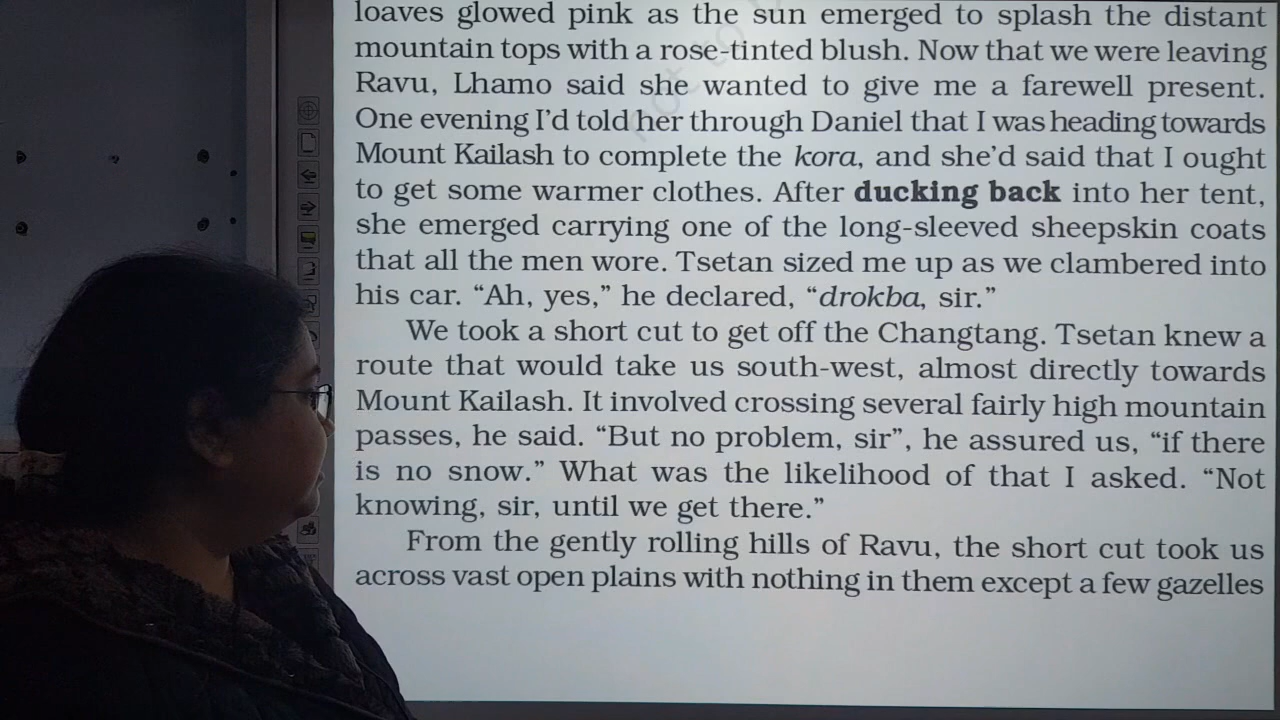 loaves glowed pink as the sun emerged to splash the distant
mountain tops with a rose-tinted blush. Now that we were leaving
Ravu, Lhamo said she wanted to give me a farewell present.
One evening I’d told her through Daniel that I was heading towards
Mount Kailash to complete the kora, and she’d said that I ought
to get some warmer clothes. After ducking back into her tent,
she emerged carrying one of the long-sleeved sheepskin coats
that all the men wore. Tsetan sized me up as we clambered into
his car. “Ah, yes,” he declared, “drokba, sir.”
We took a short cut to get off the Changtang. Tsetan knew a
route that would take us south-west, almost directly towards
Mount Kailash. It involved crossing several fairly high mountain
passes, he said. “But no problem, sir”, he assured us, “if there
is no snow.” What was the likelihood of that I asked. “Not
knowing, sir, until we get there.”
From the gently rolling hills of Ravu, the short cut took us
across vast open plains with nothing in them except a few gazelles